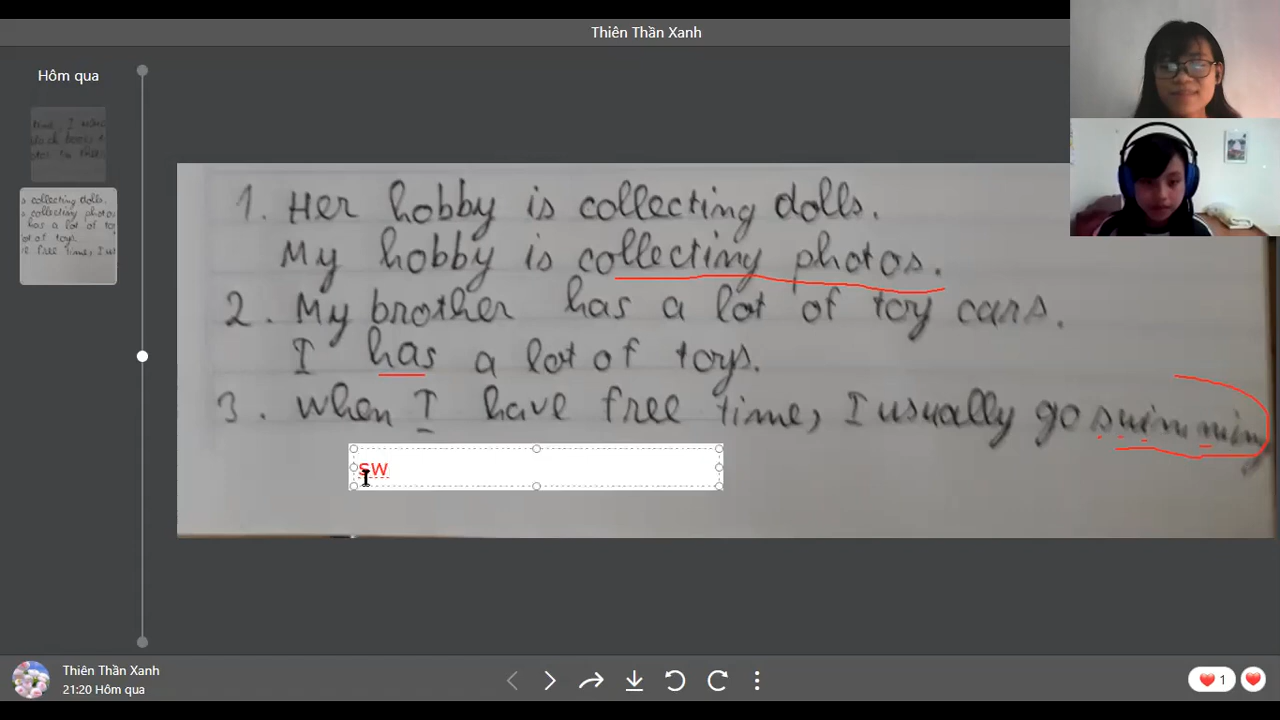 Thiên Thần Xanh
Hôm qua
1. Her hobby is collecting dolls.
My hobby is collecting photos.
2. My brother has a lot of toy cars.
I has a lot of toys.
3. When I have free time, I usually go swimming
sw
Thiên Thần Xanh
21:20 Hôm qua
1